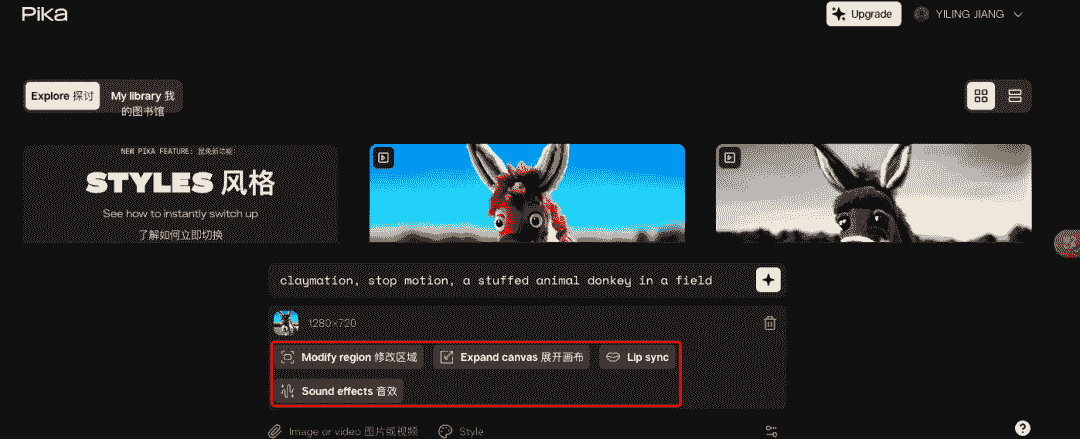 Pika
Upgrade
YILING JIANG
Explore 探讨
My library 我
的图书馆
NEW PIKA FEATURE: 鼠兔新功能:
STYLES 风格
See how to instantly switch up
了解如何立即切换
claymation, stop motion, a stuffed animal donkey in a field
1280×720
Modify region 修改区域
Expand canvas 展开画布
Lip sync
Sound effects 音效
Image or video 图片或视频
Style